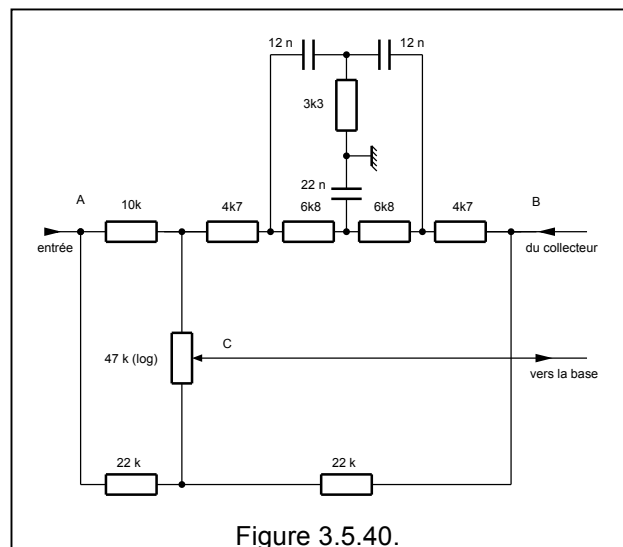 12 n
12 n
3k3
22 n
A
10k
4k7
6k8
6k8
4k7
B
entrée
du collecteur
47 k (log)
C
vers la base
22 k
22 k
Figure 3.5.40.